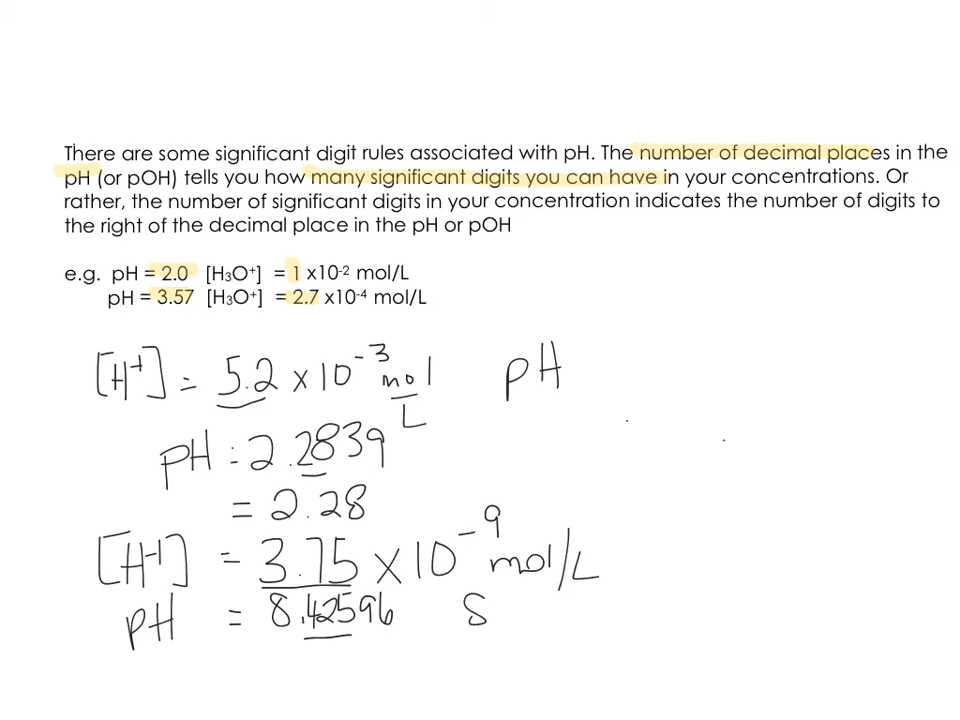 There are some significant digit rules associated with pH. The number of decimal places in the
pH (or pOH) tells you how many significant digits you can have in your concentrations. Or
rather, the number of significant digits in your concentration indicates the number of digits to
the right of the decimal place in the pH or pOH
e.g. pH = 2.0 [H₃O⁺] = 1 x10⁻² mol/L
pH = 3.57 [H₃O⁺] = 2.7 x10⁻⁴ mol/L
[H⁺] = 5.2 x 10⁻³ mol/L pH
pH = 2.2839
= 2.28
[H⁺] = 3.75 x 10⁻⁹ mol/L
pH = 8.42596 8